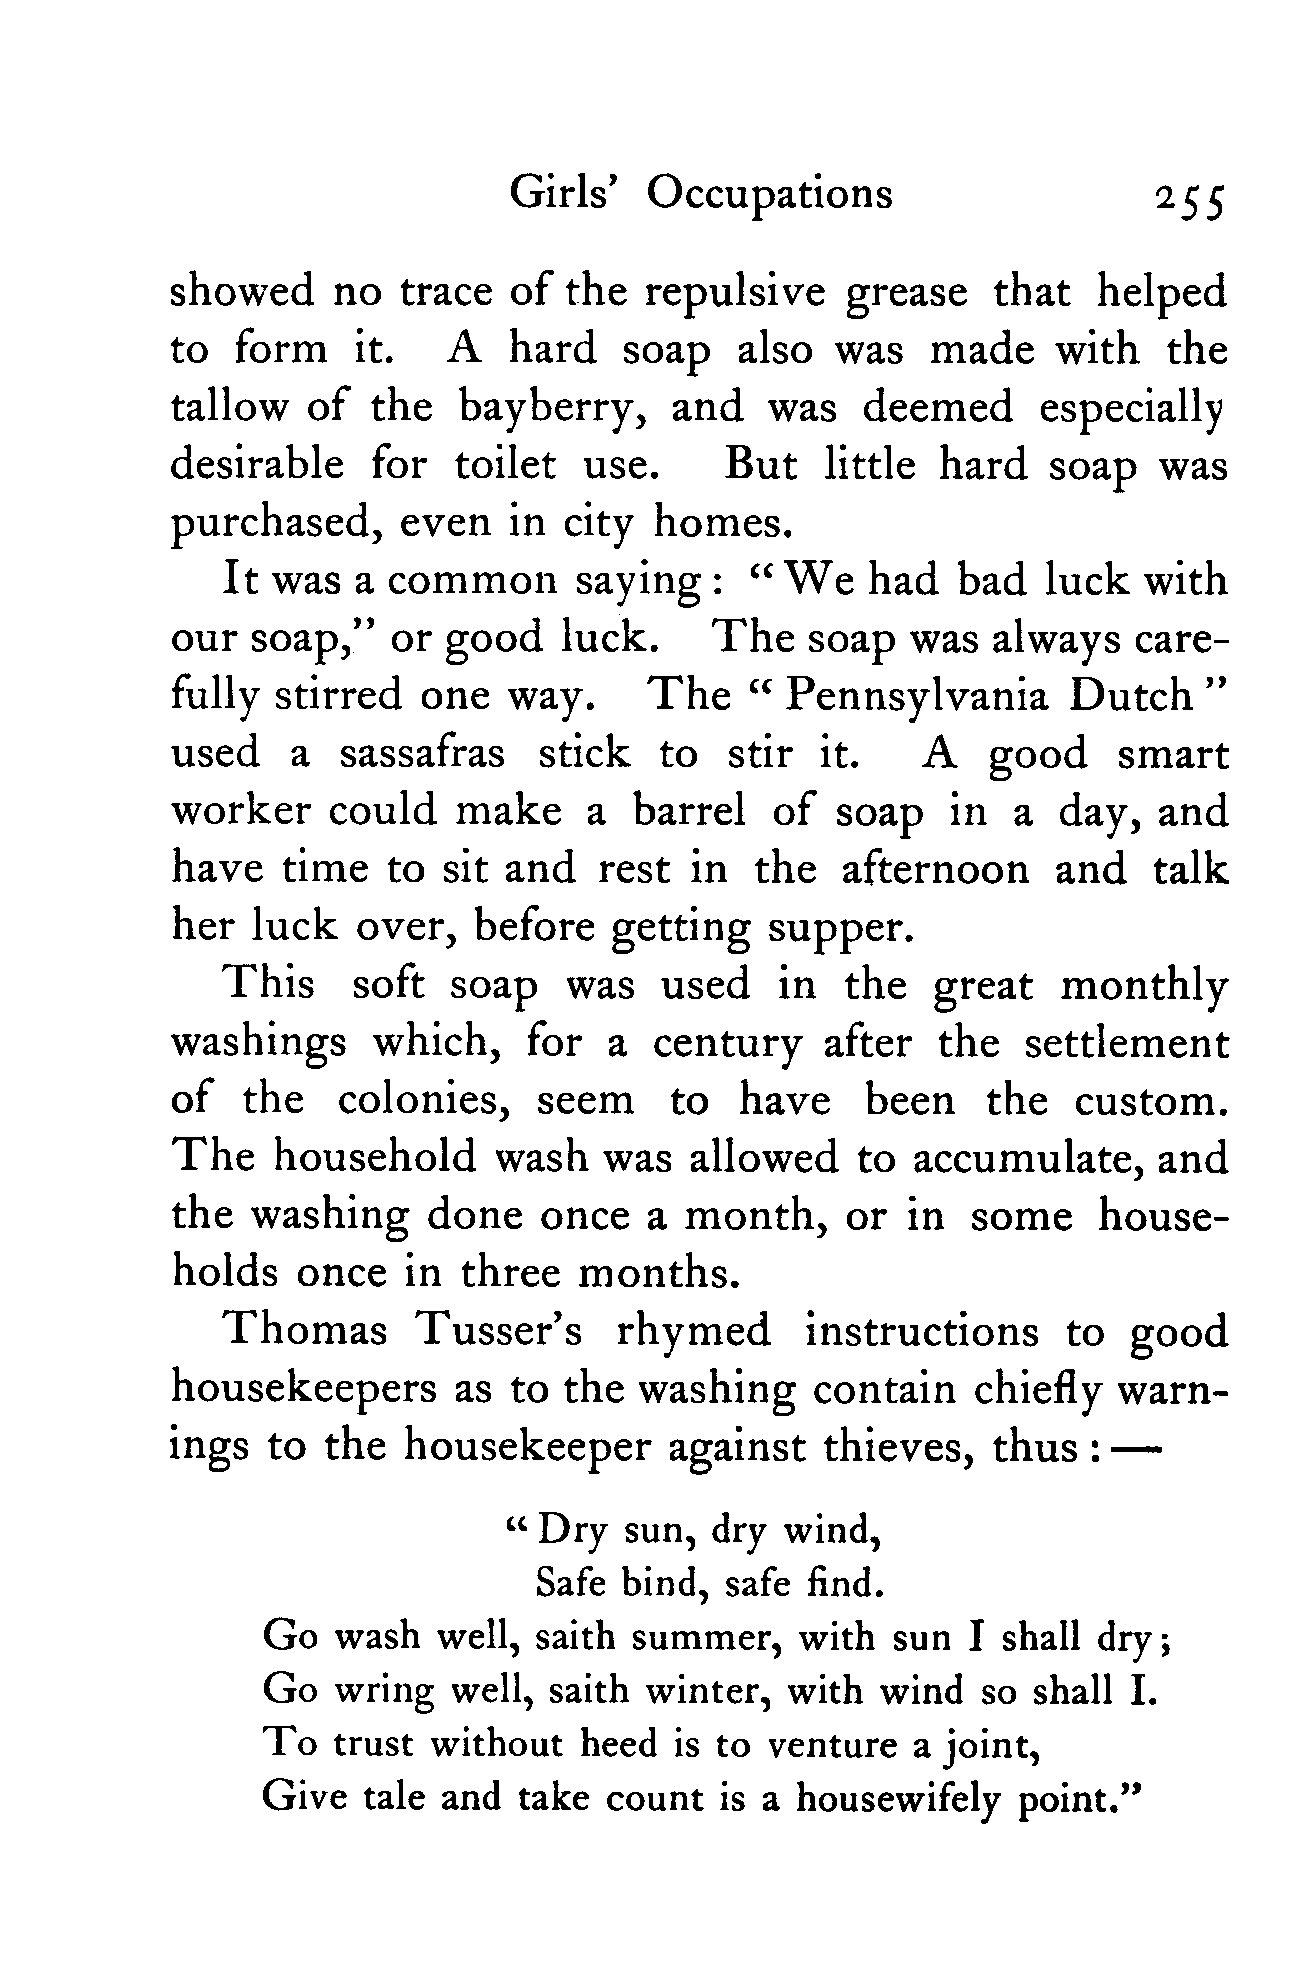 Girls' Occupations 255
showed no trace of the repulsive grease that helped
to form it. A hard soap also was made with the
tallow of the bayberry, and was deemed especially
desirable for toilet use. But little hard soap was
purchased, even in city homes.
It was a common saying: "We had bad luck with
our soap," or good luck. The soap was always care-
fully stirred one way. The "Pennsylvania Dutch"
used a sassafras stick to stir it. A good smart
worker could make a barrel of soap in a day, and
have time to sit and rest in the afternoon and talk
her luck over, before getting supper.
This soft soap was used in the great monthly
washings which, for a century after the settlement
of the colonies, seem to have been the custom.
The household wash was allowed to accumulate, and
the washing done once a month, or in some house-
holds once in three months.
Thomas Tusser's rhymed instructions to good
housekeepers as to the washing contain chiefly warn-
ings to the housekeeper against thieves, thus:—
"Dry sun, dry wind,
Safe bind, safe find.
Go wash well, saith summer, with sun I shall dry;
Go wring well, saith winter, with wind so shall I.
To trust without heed is to venture a joint,
Give tale and take count is a housewifely point."